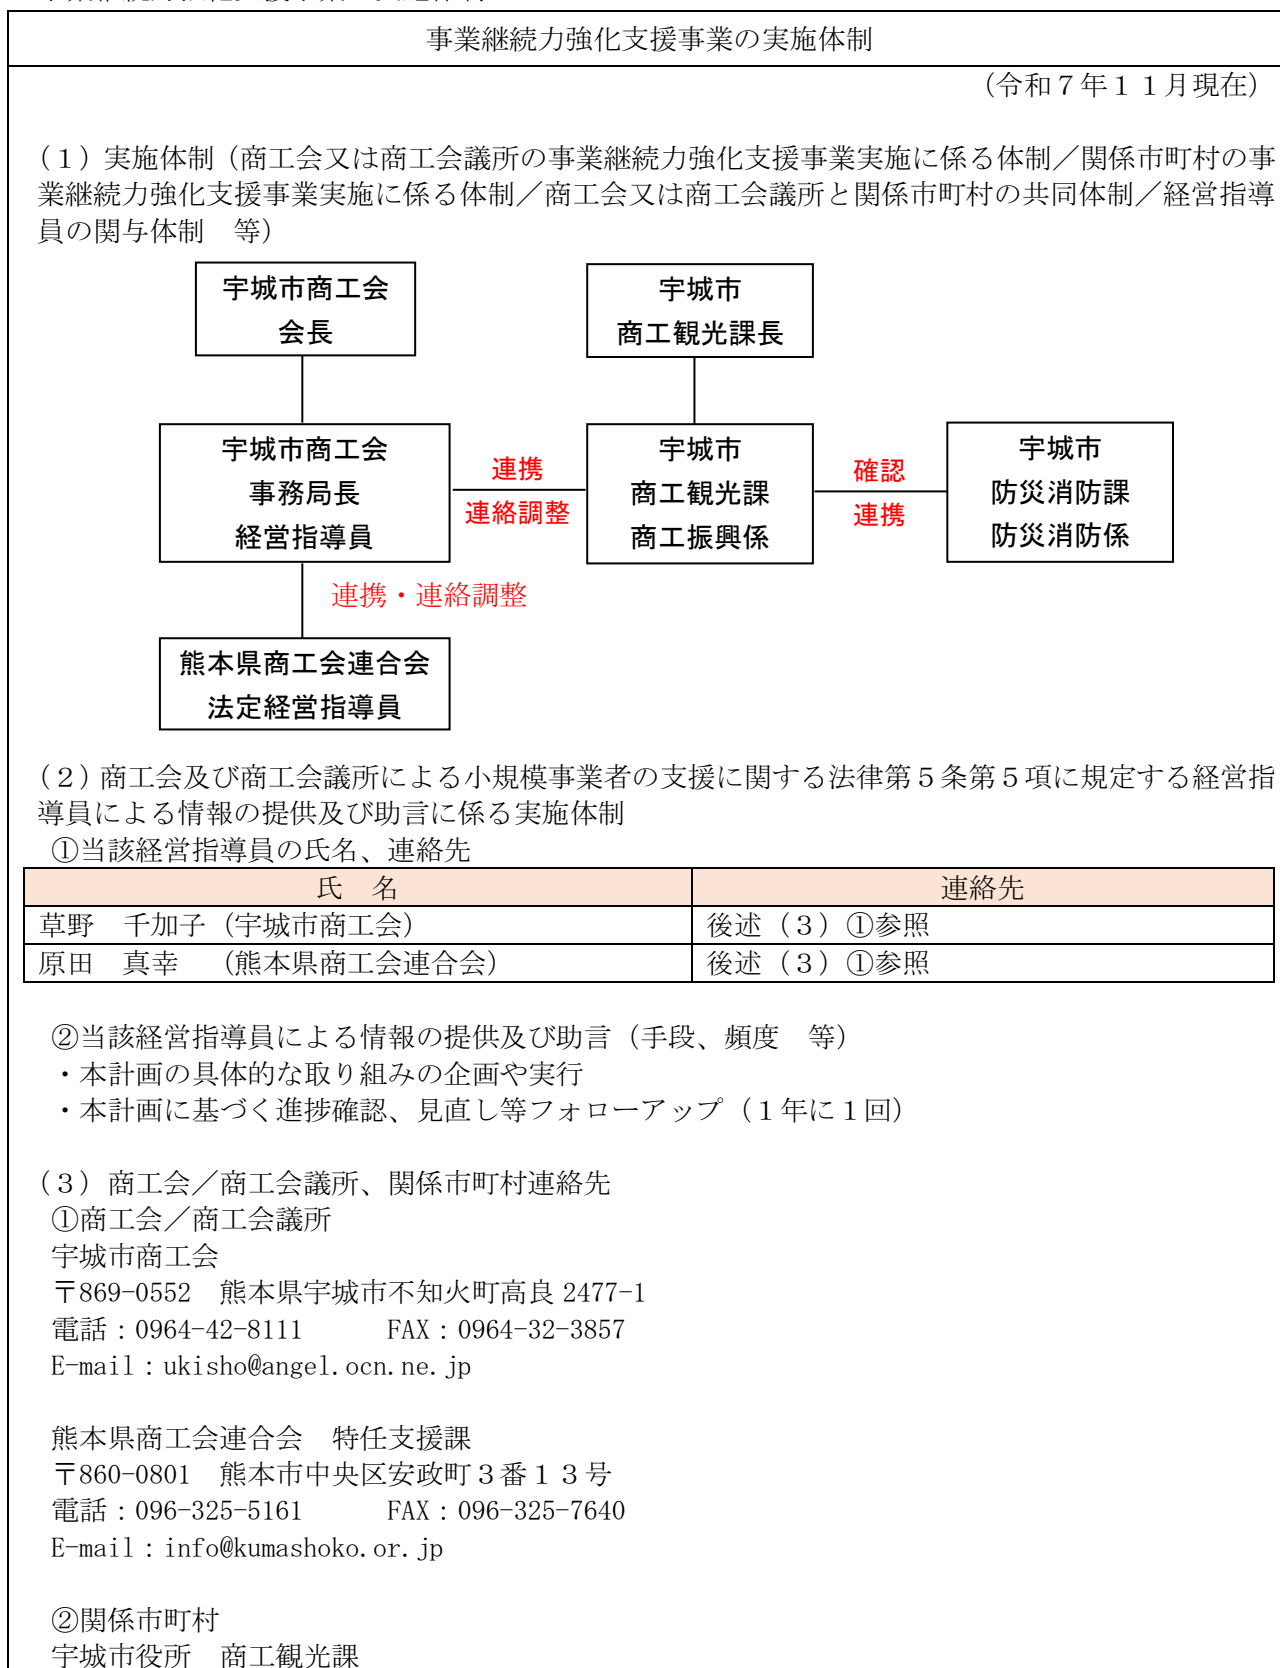 事業継続力強化支援事業の実施体制
（令和７年１１月現在）
（１）実施体制（商工会又は商工会議所の事業継続力強化支援事業実施に係る体制／関係市町村の事
業継続力強化支援事業実施に係る体制／商工会又は商工会議所と関係市町村の共同体制／経営指導
員の関与体制　等）
宇城市商工会
会長
宇城市
商工観光課長
宇城市商工会
事務局長
経営指導員
連携
連絡調整
宇城市
商工観光課
商工振興係
確認
連携
宇城市
防災消防課
防災消防係
連携・連絡調整
熊本県商工会連合会
法定経営指導員
（２）商工会及び商工会議所による小規模事業者の支援に関する法律第５条第５項に規定する経営指
導員による情報の提供及び助言に係る実施体制
①当該経営指導員の氏名、連絡先
氏　名　連絡先
草野　千加子（宇城市商工会）　後述（３）①参照
原田　真幸　（熊本県商工会連合会）　後述（３）①参照
②当該経営指導員による情報の提供及び助言（手段、頻度　等）
・本計画の具体的な取り組みの企画や実行
・本計画に基づく進捗確認、見直し等フォローアップ（１年に１回）
（３）商工会／商工会議所、関係市町村連絡先
①商工会／商工会議所
宇城市商工会
〒869-0552　熊本県宇城市不知火町高良 2477-1
電話：0964-42-8111　　　FAX：0964-32-3857
E-mail：ukisho@angel.ocn.ne.jp
熊本県商工会連合会　特任支援課
〒860-0801　熊本市中央区安政町３番１３号
電話：096-325-5161　　　FAX：096-325-7640
E-mail：info@kumashoko.or.jp
②関係市町村
宇城市役所　商工観光課